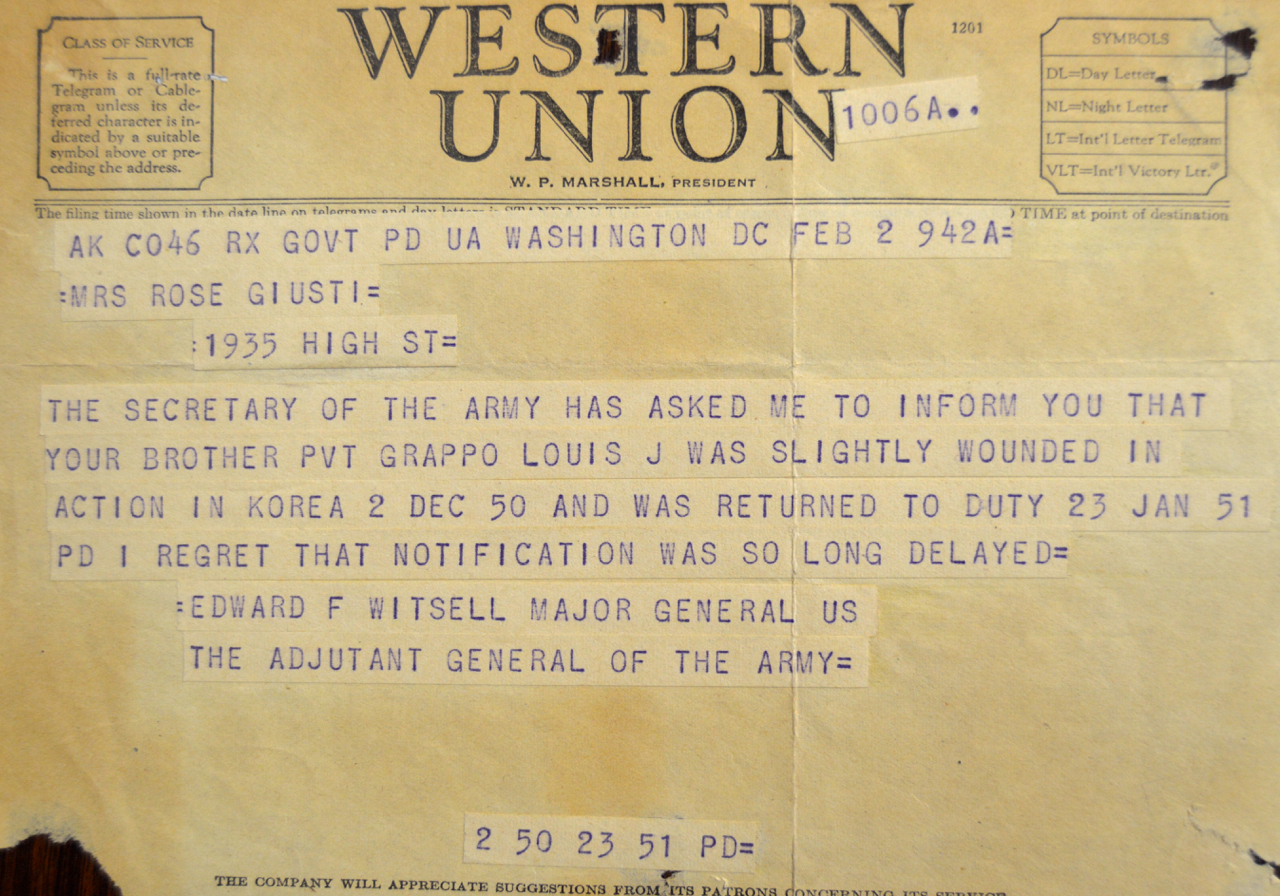 CLASS OF SERVICE
This is a full-rate
Telegram or Cable-
gram unless its de-
ferred character is in-
dicated by a suitable
symbol above or pre-
ceding the address.
WESTERN
UNION
1201
1006A..
W. P. MARSHALL, PRESIDENT
SYMBOLS
DL=Day Letter
NL=Night Letter
LT=Int'l Letter Telegram
VLT=Int'l Victory Ltr.
The filing time shown in the date line on telegrams and day letters is STANDARD TIME
TIME at point of destination
AK CO46 RX GOVT PD UA WASHINGTON DC FEB 2 942A=
=MRS ROSE GIUSTI=
:1935 HIGH ST=
THE SECRETARY OF THE ARMY HAS ASKED ME TO INFORM YOU THAT
YOUR BROTHER PVT GRAPPO LOUIS J WAS SLIGHTLY WOUNDED IN
ACTION IN KOREA 2 DEC 50 AND WAS RETURNED TO DUTY 23 JAN 51
PD I REGRET THAT NOTIFICATION WAS SO LONG DELAYED=
=EDWARD F WITSELL MAJOR GENERAL US
THE ADJUTANT GENERAL OF THE ARMY=
2 50 23 51 PD=
THE COMPANY WILL APPRECIATE SUGGESTIONS FROM ITS PATRONS CONCERNING ITS SERVICE